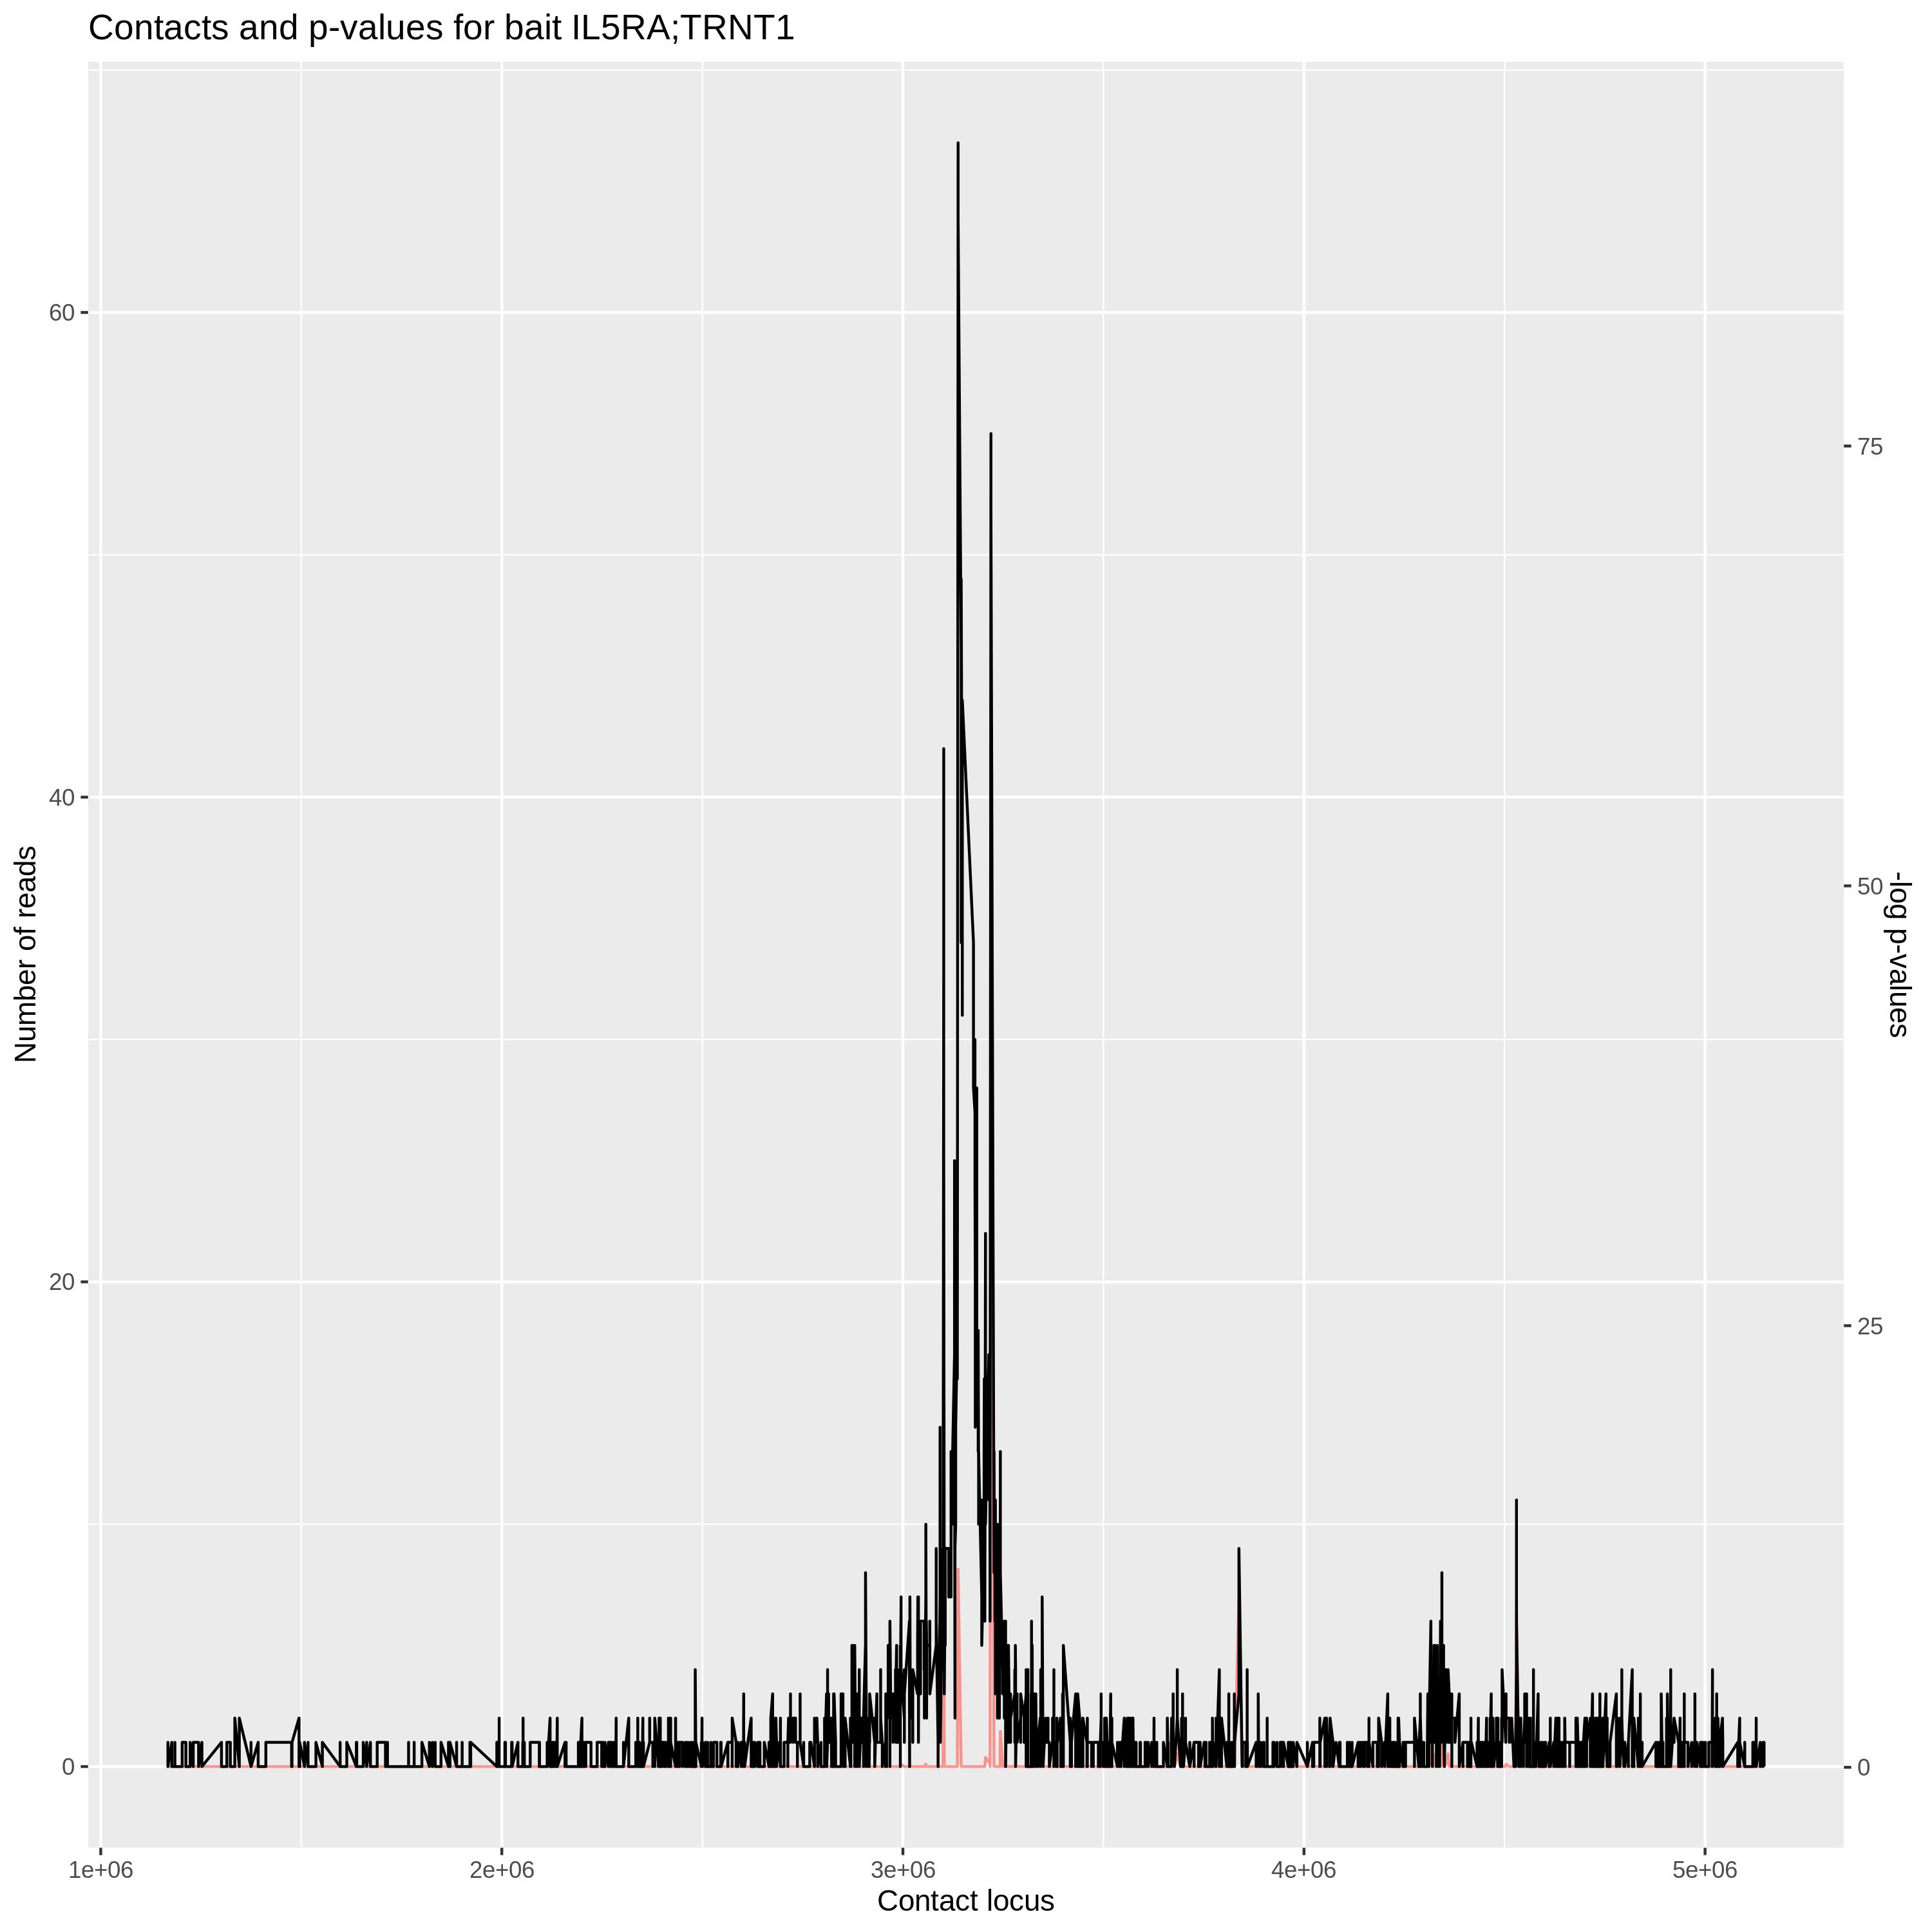 Contacts and p-values for bait IL5RA;TRNT1
60
40
20
0
Number of reads
75
50
25
0
-log p-values
1e+06
2e+06
3e+06
4e+06
5e+06
Contact locus